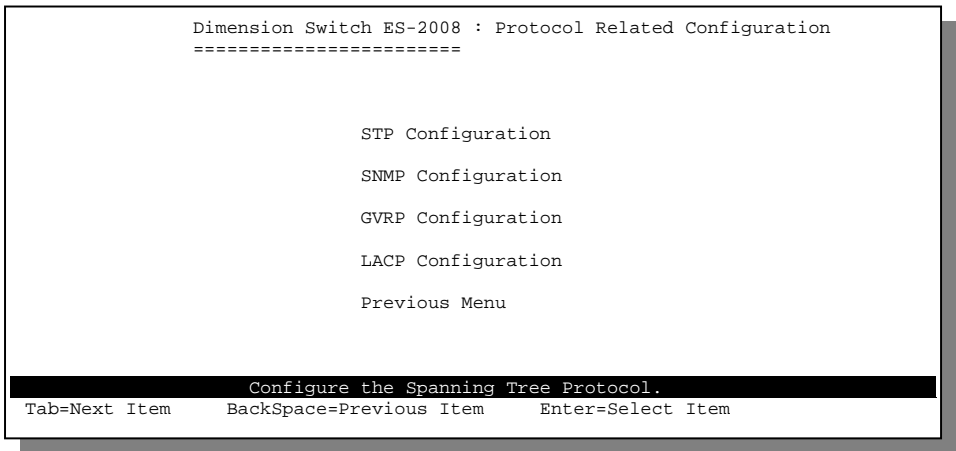 Dimension Switch ES-2008 : Protocol Related Configuration
========================
STP Configuration
SNMP Configuration
GVRP Configuration
LACP Configuration
Previous Menu
Configure the Spanning Tree Protocol.
Tab=Next Item BackSpace=Previous Item Enter=Select Item